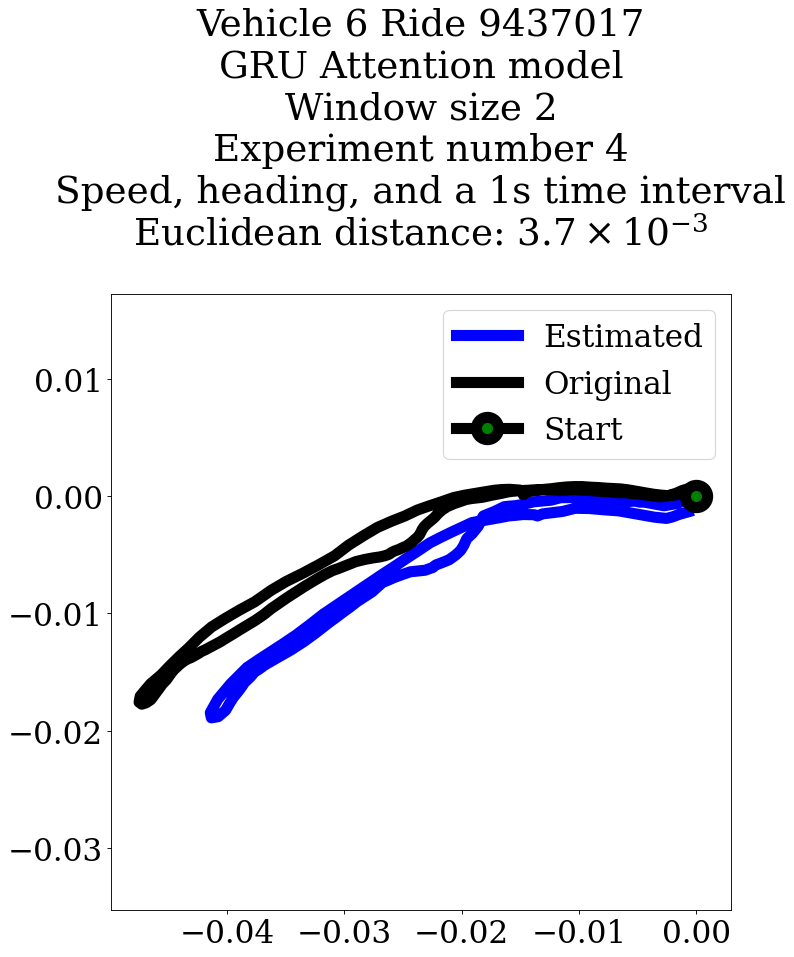 Vehicle 6 Ride 9437017
GRU Attention model
Window size 2
Experiment number 4
Speed, heading, and a 1s time interval
Euclidean distance: 3.7 × 10⁻³
Estimated
Original
Start
0.01
0.00
−0.01
−0.02
−0.03
−0.04 −0.03 −0.02 −0.01 0.00